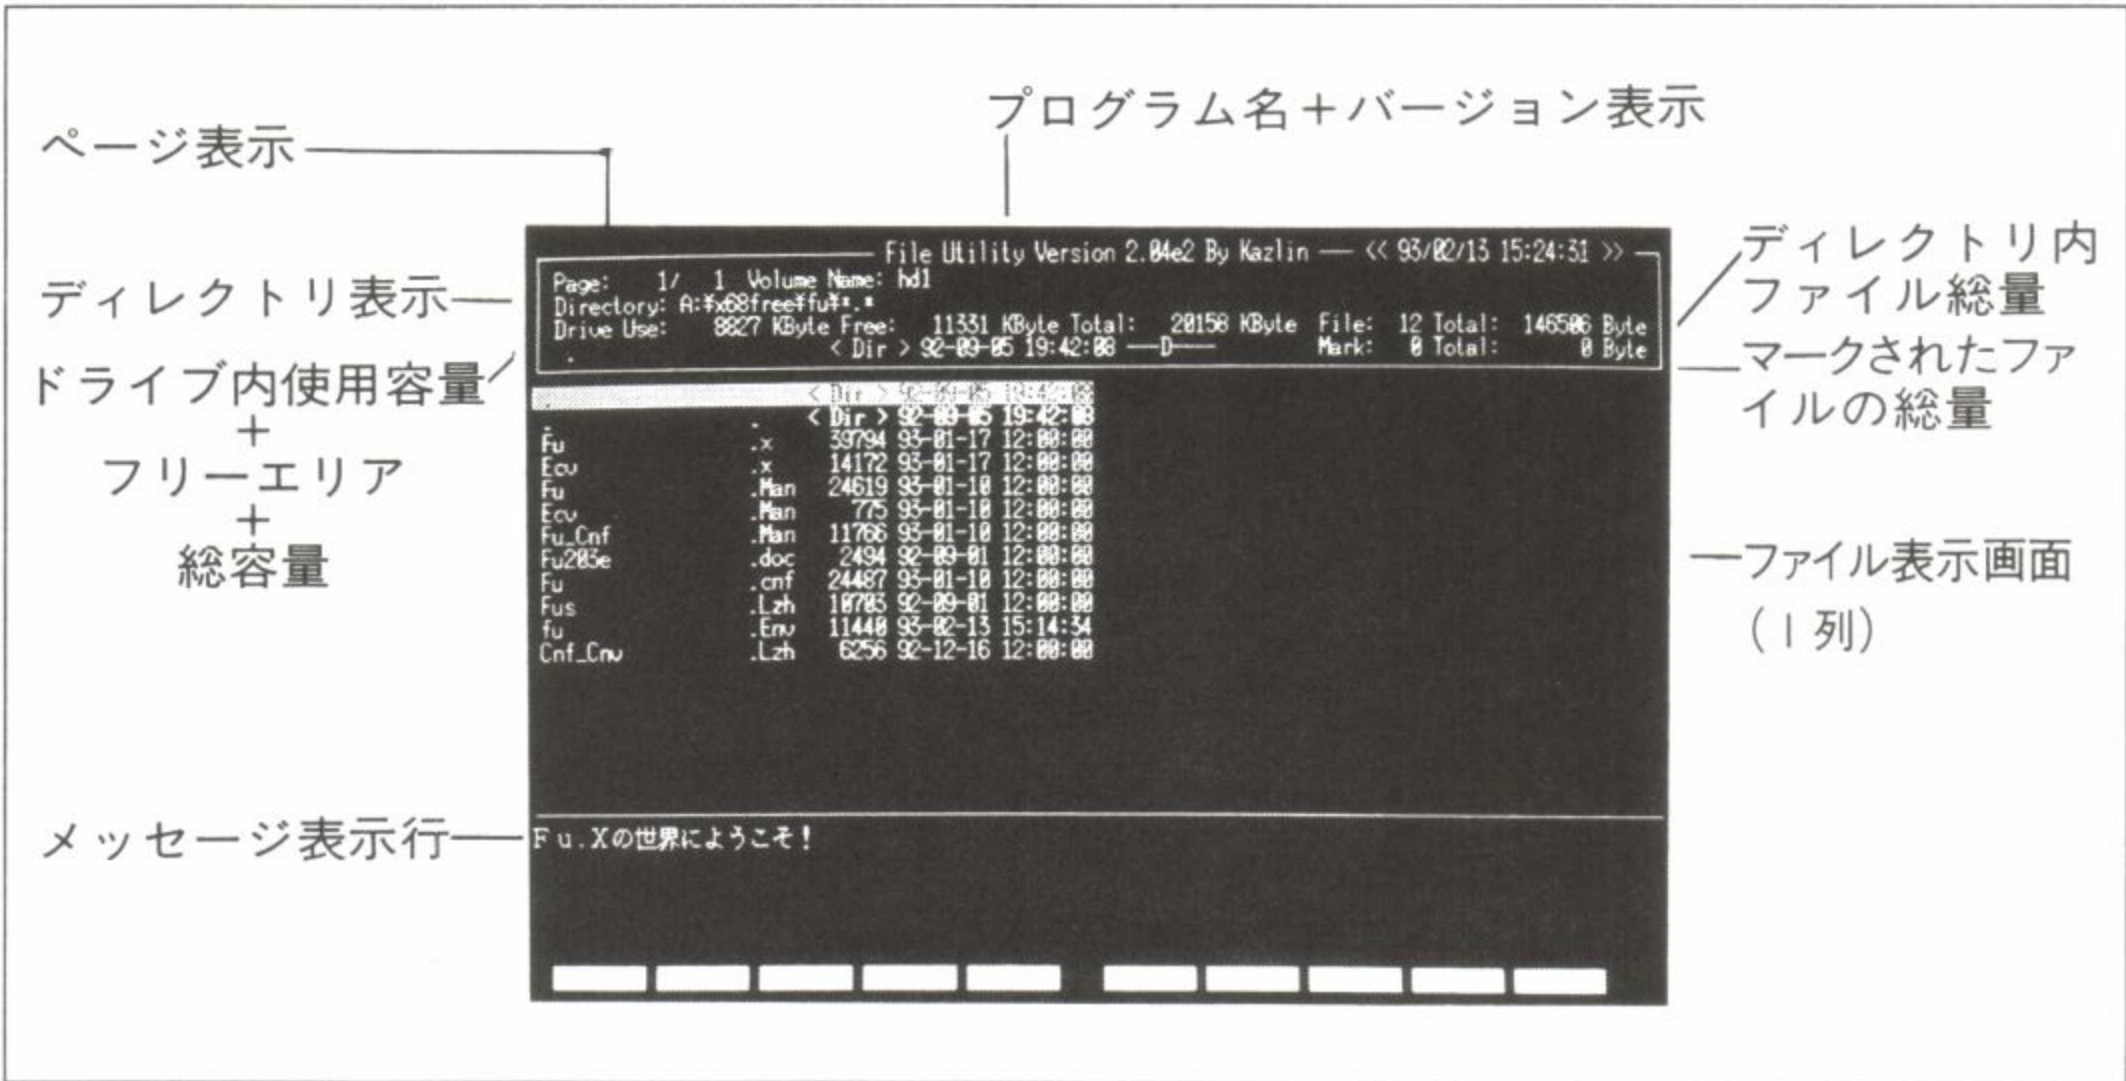 プログラム名＋バージョン表示
ページ表示
ディレクトリ表示
ドライブ内使用容量
＋
フリーエリア
＋
総容量
メッセージ表示行
File Utility Version 2.04e2 By Kazlin << 93/02/13 15:24:31 >>
Page: 1/ 1 Volume Name: hd1
Directory: A:¥x68free¥fu¥*.*
Drive Use: 8827 KByte Free: 11331 KByte Total: 20158 KByte File: 12 Total: 146506 Byte
. < Dir > 92-09-05 19:42:08 ──D─── Mark: 0 Total: 0 Byte
. < Dir > 92-09-05 19:42:08
. . < Dir > 92-09-05 19:42:08
Fu .x 39794 93-01-17 12:00:00
Ecv .x 14172 93-01-17 12:00:00
Fu .Man 24619 93-01-10 12:00:00
Ecv .Man 775 93-01-10 12:00:00
Fu_Cnf .Man 11766 93-01-10 12:00:00
Fu203e .doc 2494 92-09-01 12:00:00
Fu .cnf 24487 93-01-10 12:00:00
Fus .Lzh 10703 92-09-01 12:00:00
fu .Env 11440 93-02-13 15:14:34
Cnf_Cnv .Lzh 6256 92-12-16 12:00:00
Ｆｕ.Ｘの世界にようこそ！
ディレクトリ内
ファイル総量
マークされたファ
イルの総量
ファイル表示画面
（1列）